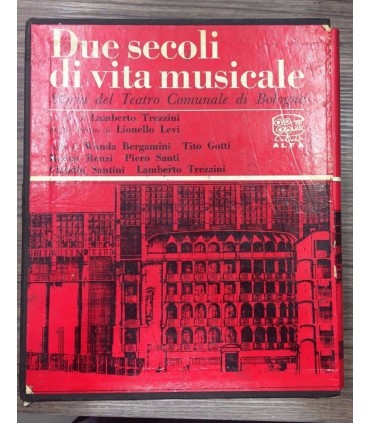 Due secoli
di vita musicale
del Teatro Comunale di Bologna
Lamberto Trezzini
Lionello Levi
Wanda Bergamini Tito Gotti
Renzi Piero Santi
Santini Lamberto Trezzini
ALFA